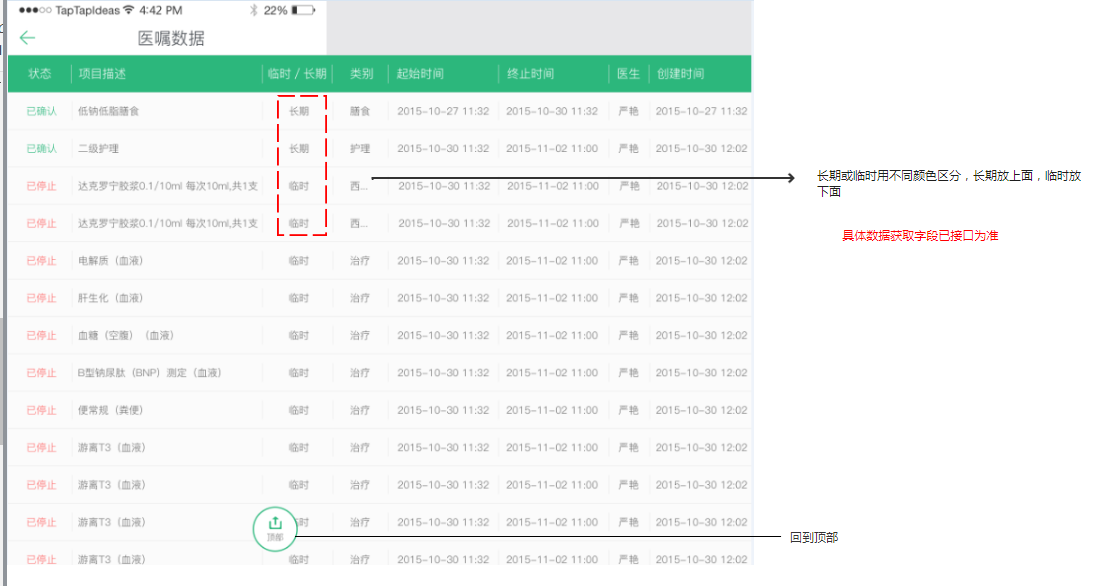 TapTapIdeas 4:42 PM 22%
医嘱数据
状态 项目描述 临时 / 长期 类别 起始时间 终止时间 医生 创建时间
已确认 低钠低脂膳食 长期 膳食 2015-10-27 11:32 2015-10-30 11:32 严艳 2015-10-27 11:32
已确认 二级护理 长期 护理 2015-10-30 11:32 2015-11-02 11:00 严艳 2015-10-30 12:02
已停止 达克罗宁胶浆0.1/10ml 每次10ml,共1支 临时 西... 2015-10-30 11:32 2015-11-02 11:00 严艳 2015-10-30 12:02
长期或临时用不同颜色区分，长期放上面，临时放
下面
已停止 达克罗宁胶浆0.1/10ml 每次10ml,共1支 临时 西... 2015-10-30 11:32 2015-11-02 11:00 严艳 2015-10-30 12:02
具体数据获取字段已接口为准
已停止 电解质（血液） 临时 治疗 2015-10-30 11:32 2015-11-02 11:00 严艳 2015-10-30 12:02
已停止 肝生化（血液） 临时 治疗 2015-10-30 11:32 2015-11-02 11:00 严艳 2015-10-30 12:02
已停止 血糖（空腹）（血液） 临时 治疗 2015-10-30 11:32 2015-11-02 11:00 严艳 2015-10-30 12:02
已停止 B型钠尿肽（BNP）测定（血液） 临时 治疗 2015-10-30 11:32 2015-11-02 11:00 严艳 2015-10-30 12:02
已停止 便常规（粪便） 临时 治疗 2015-10-30 11:32 2015-11-02 11:00 严艳 2015-10-30 12:02
已停止 游离T3（血液） 临时 治疗 2015-10-30 11:32 2015-11-02 11:00 严艳 2015-10-30 12:02
已停止 游离T3（血液） 临时 治疗 2015-10-30 11:32 2015-11-02 11:00 严艳 2015-10-30 12:02
已停止 游离T3（血液） 时 治疗 2015-10-30 11:32 2015-11-02 11:00 严艳 2015-10-30 12:02
顶部
回到顶部
已停止 游离T3（血液） 临时 治疗 2015-10-30 11:32 2015-11-02 11:00 严艳 2015-10-30 12:02